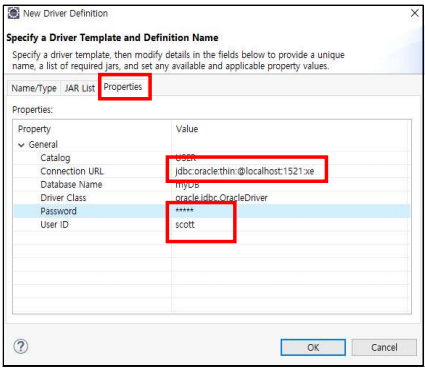 New Driver Definition
Specify a Driver Template and Definition Name
Specify a driver template, then modify details in the fields below to provide a unique
name, a list of required jars, and set any available and applicable property values.
Name/Type JAR List Properties
Properties:
Property Value
General
Catalog USER
Connection URL jdbc:oracle:thin:@localhost:1521:xe
Database Name myDB
Driver Class oracle.jdbc.OracleDriver
Password *****
User ID scott
?
OK Cancel